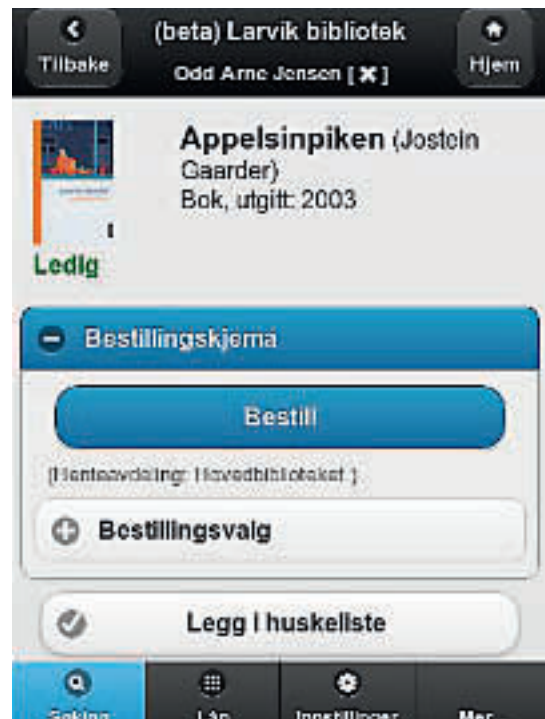 Tilbake
(beta) Larvik bibliotek
Hjem
Odd Arne Jensen [✖]
Appelsinpiken (Jostein
Gaarder)
Bok, utgitt: 2003
Ledig
Bestillingskjema
Bestill
(Henteavdeling: Hovedbiblioteket )
Bestillingsvalg
Legg i huskeliste
Søking
Lån
Innstillinger
Mer